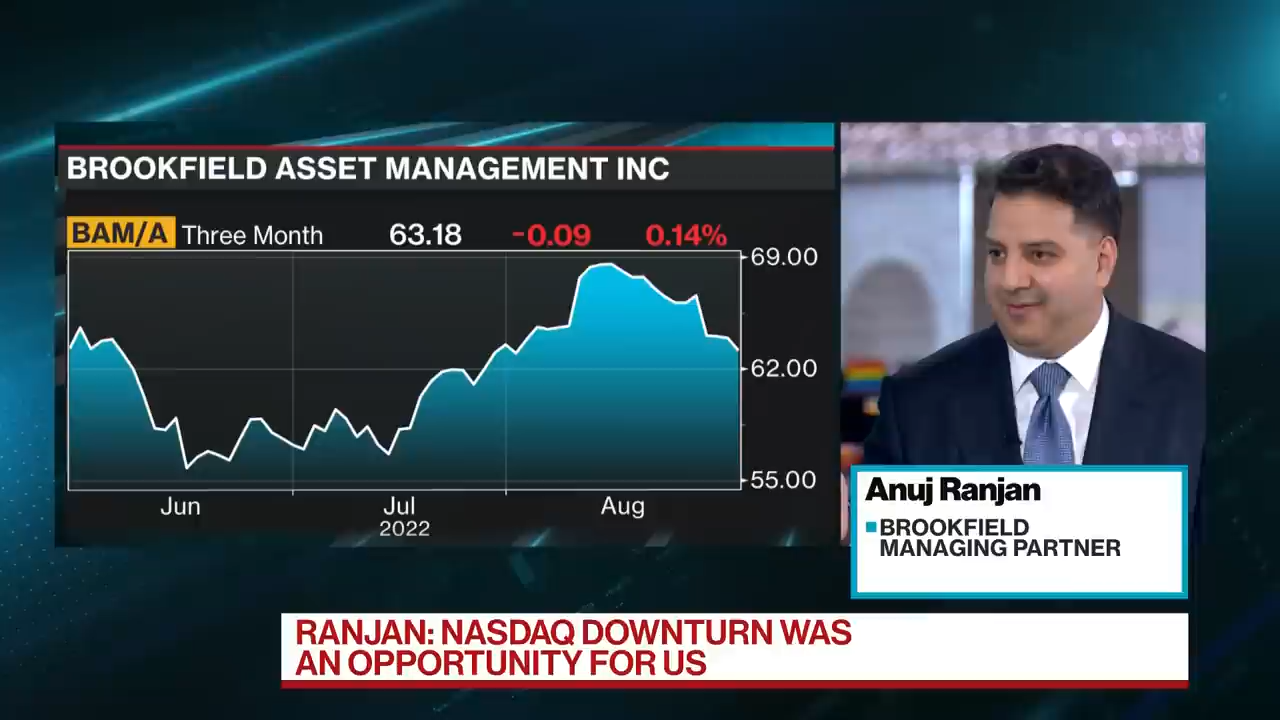 BROOKFIELD ASSET MANAGEMENT INC
BAM/A Three Month 63.18 -0.09 0.14%
69.00
62.00
55.00
Jun Jul Aug
2022
Anuj Ranjan
BROOKFIELD
MANAGING PARTNER
RANJAN: NASDAQ DOWNTURN WAS
AN OPPORTUNITY FOR US